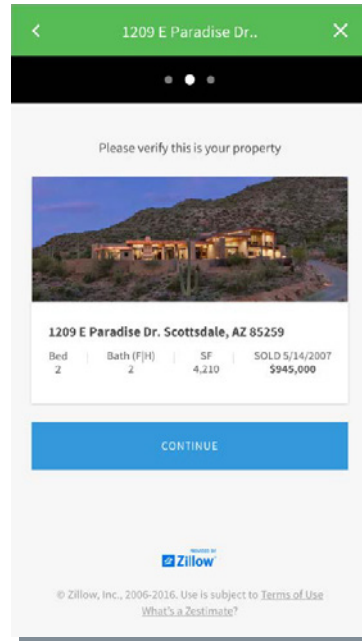 1209 E Paradise Dr..
Please verify this is your property
1209 E Paradise Dr. Scottsdale, AZ 85259
Bed Bath (F|H) SF SOLD 5/14/2007
2 2 4,210 $945,000
CONTINUE
Zillow
© Zillow, Inc., 2006-2016. Use is subject to Terms of Use
What's a Zestimate?